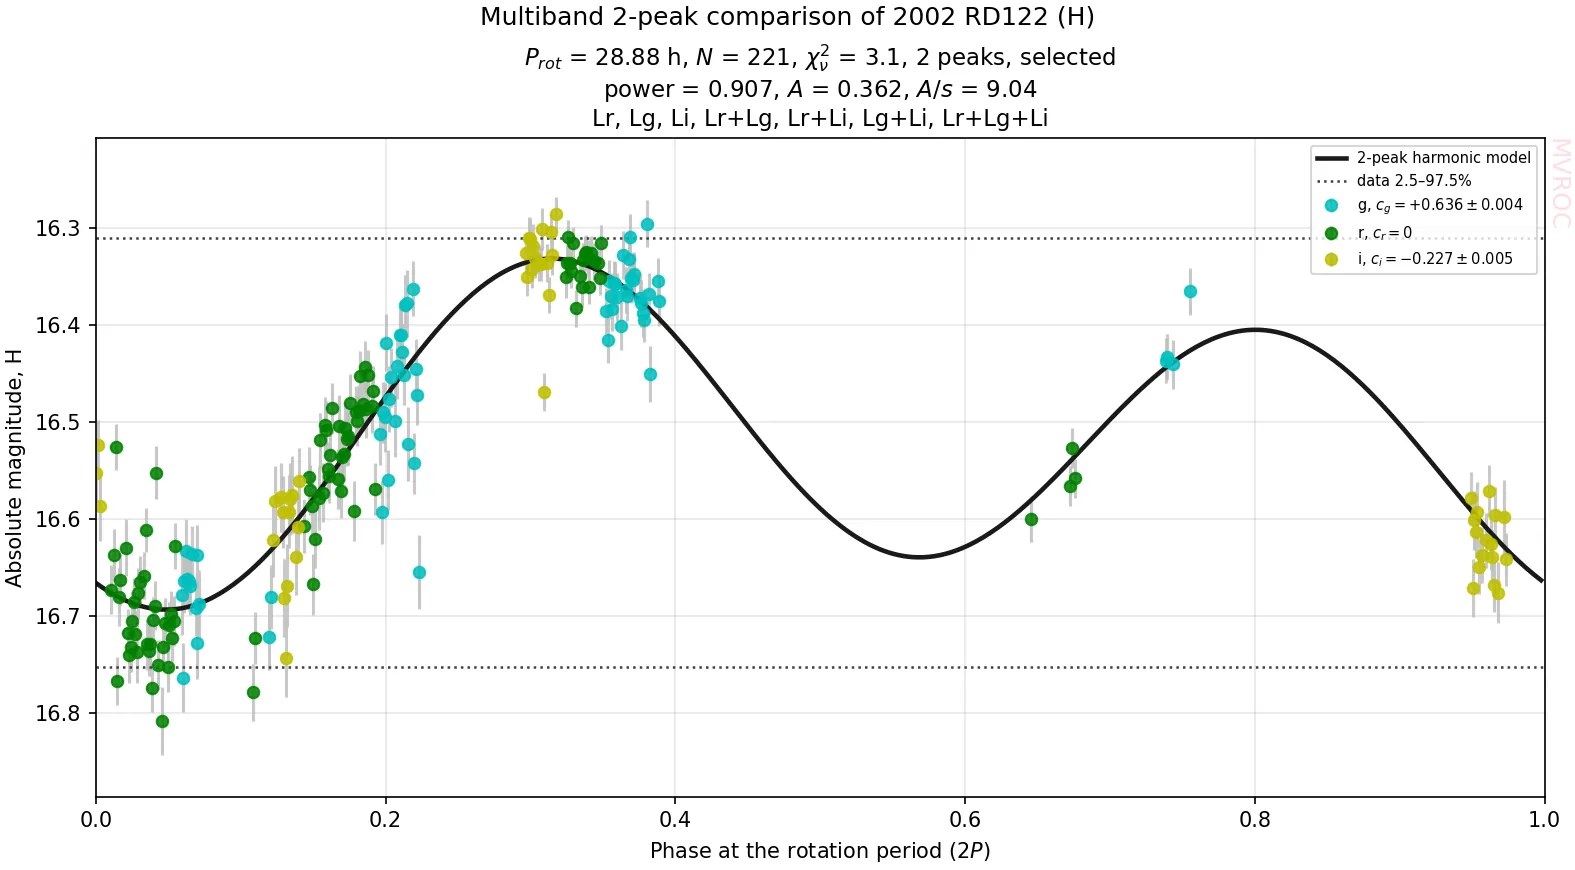 Multiband 2-peak comparison of 2002 RD122 (H)
P_rot = 28.88 h, N = 221, χ²_ν = 3.1, 2 peaks, selected
power = 0.907, A = 0.362, A/s = 9.04
Lr, Lg, Li, Lr+Lg, Lr+Li, Lg+Li, Lr+Lg+Li
2-peak harmonic model
data 2.5–97.5%
g, c_g = +0.636 ± 0.004
r, c_r = 0
i, c_i = −0.227 ± 0.005
MVROC
Absolute magnitude, H
16.3
16.4
16.5
16.6
16.7
16.8
0.0 0.2 0.4 0.6 0.8 1.0
Phase at the rotation period (2P)